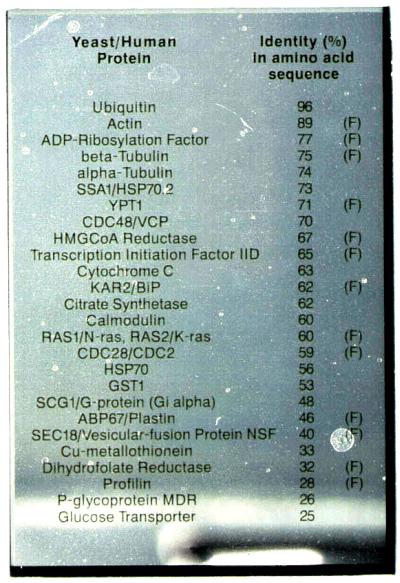 Yeast/Human Identity (%)
Protein in amino acid
sequence
Ubiquitin 96
Actin 89 (F)
ADP-Ribosylation Factor 77 (F)
beta-Tubulin 75 (F)
alpha-Tubulin 74
SSA1/HSP70.2 73
YPT1 71 (F)
CDC48/VCP 70
HMGCoA Reductase 67 (F)
Transcription Initiation Factor IID 65 (F)
Cytochrome C 63
KAR2/BiP 62 (F)
Citrate Synthetase 62
Calmodulin 60
RAS1/N-ras, RAS2/K-ras 60 (F)
CDC28/CDC2 59 (F)
HSP70 56
GST1 53
SCG1/G-protein (Gi alpha) 48
ABP67/Plastin 46 (F)
SEC18/Vesicular-fusion Protein NSF 40 (F)
Cu-metallothionein 33
Dihydrofolate Reductase 32 (F)
Profilin 28 (F)
P-glycoprotein MDR 26
Glucose Transporter 25